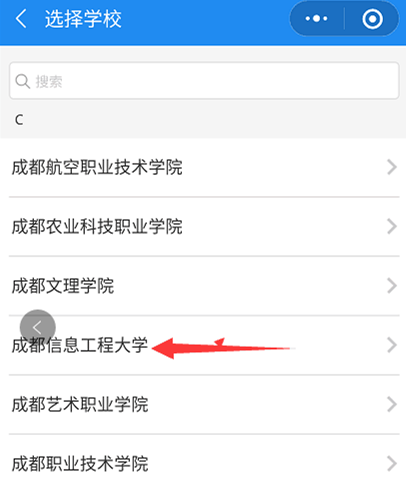 选择学校
搜索
C
成都航空职业技术学院
成都农业科技职业学院
成都文理学院
成都信息工程大学
成都艺术职业学院
成都职业技术学院